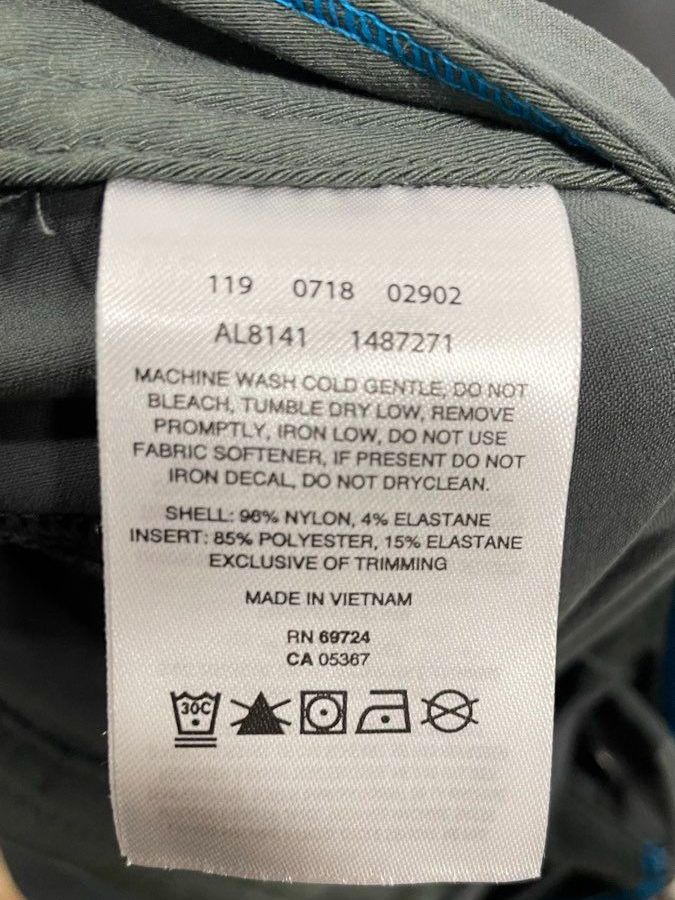 119 0718 02902
AL8141 1487271
MACHINE WASH COLD GENTLE, DO NOT
BLEACH, TUMBLE DRY LOW, REMOVE
PROMPTLY, IRON LOW, DO NOT USE
FABRIC SOFTENER, IF PRESENT DO NOT
IRON DECAL, DO NOT DRYCLEAN.
SHELL: 96% NYLON, 4% ELASTANE
INSERT: 85% POLYESTER, 15% ELASTANE
EXCLUSIVE OF TRIMMING
MADE IN VIETNAM
RN 69724
CA 05367
30C